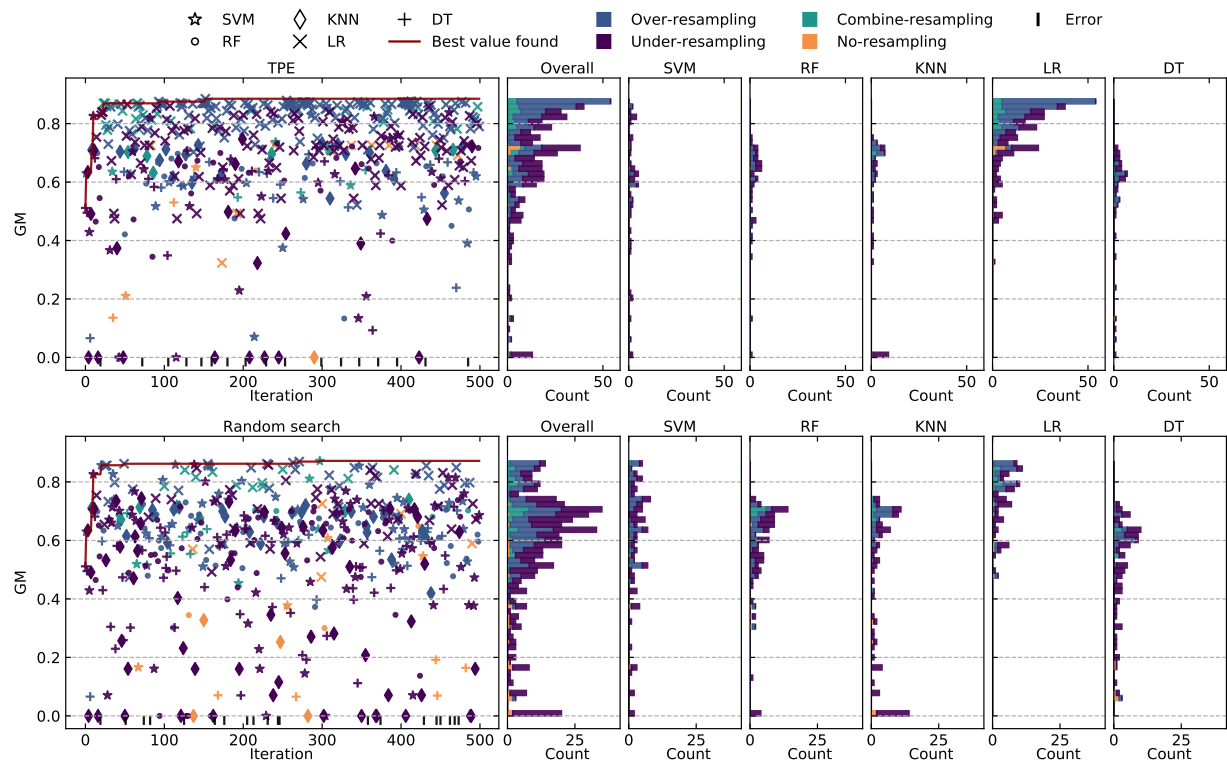 SVM KNN DT Over-resampling Combine-resampling Error
RF LR Best value found Under-resampling No-resampling
TPE Overall SVM RF KNN LR DT
GM
0.8
0.6
0.4
0.2
0.0
0 100 200 300 400 500 0 50 0 50 0 50 0 50 0 50 0 50
Iteration Count Count Count Count Count Count
Random search Overall SVM RF KNN LR DT
GM
0.8
0.6
0.4
0.2
0.0
0 100 200 300 400 500 0 25 0 25 0 25 0 25 0 25 0 25
Iteration Count Count Count Count Count Count